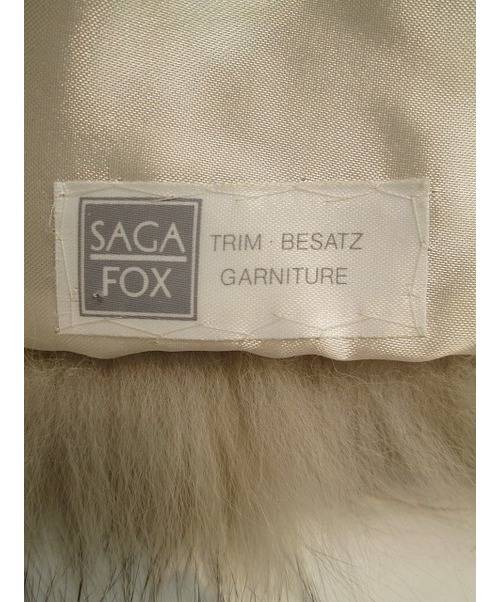 SAGA
FOX
TRIM · BESATZ
GARNITURE